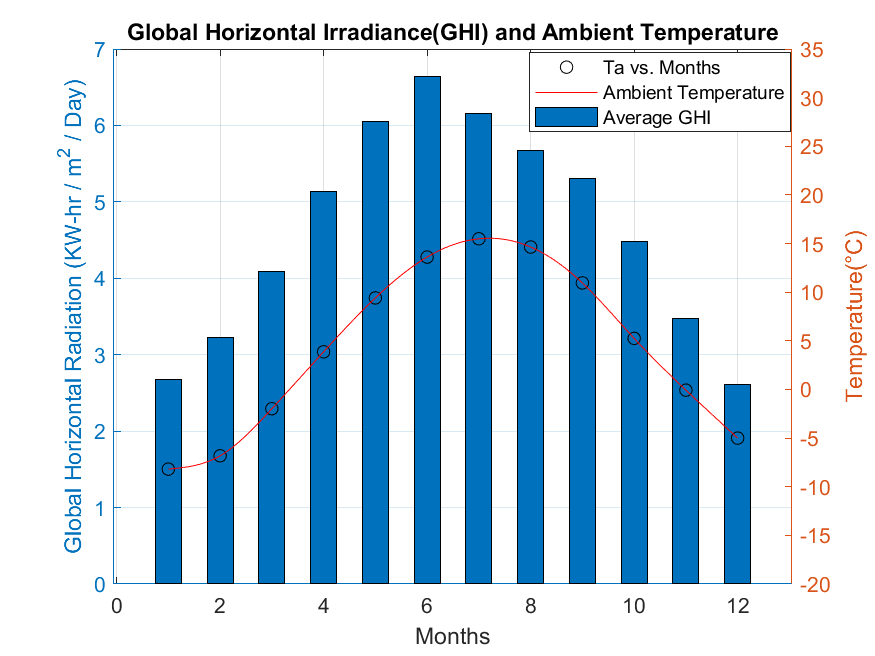 Global Horizontal Irradiance(GHI) and Ambient Temperature
Ta vs. Months
Ambient Temperature
Average GHI
Global Horizontal Radiation (KW-hr / m² / Day)
7
6
5
4
3
2
1
0
35
30
25
20
15
10
5
0
-5
-10
-15
-20
Temperature(°C)
0 2 4 6 8 10 12
Months